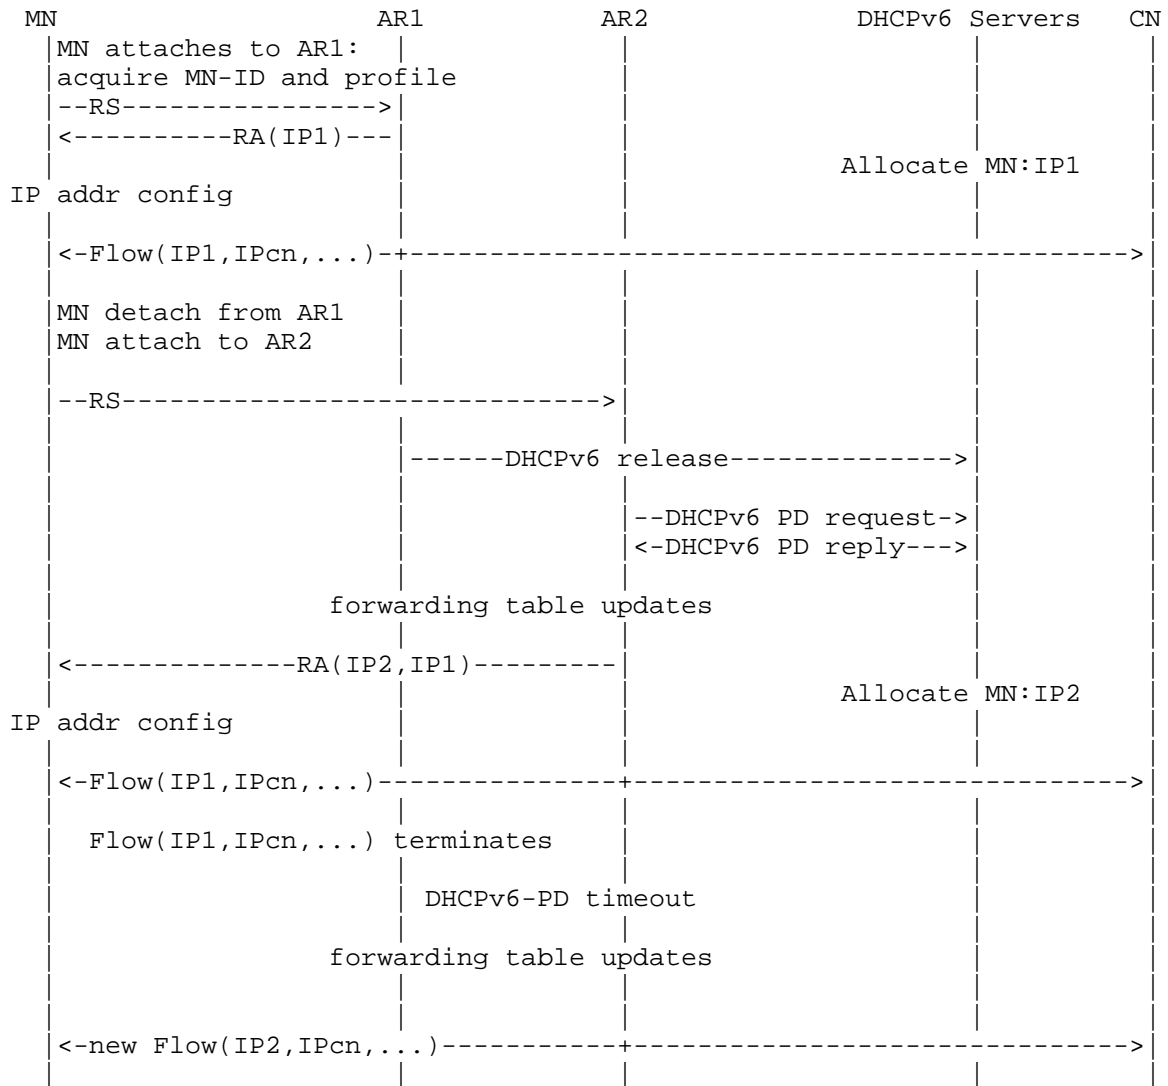 MN AR1 AR2 DHCPv6 Servers CN
|MN attaches to AR1: | | | |
|acquire MN-ID and profile | | |
|--RS---------------->| | | |
|<----------RA(IP1)---| | | |
| | | Allocate MN:IP1 |
IP addr config | | | |
| | | | |
|<-Flow(IP1,IPcn,...)-+---------------------------------------------->|
| | | | |
|MN detach from AR1 | | | |
|MN attach to AR2 | | | |
| | | | |
|--RS------------------------------>| | |
| | | | |
| |------DHCPv6 release-------------->| |
| | | | |
| | |--DHCPv6 PD request->| |
| | |<-DHCPv6 PD reply--->| |
| | | | |
| forwarding table updates | |
| | | | |
|<--------------RA(IP2,IP1)---------| | |
| | | Allocate MN:IP2 |
IP addr config | | | |
| | | | |
|<-Flow(IP1,IPcn,...)---------------+------------------------------->|
| | | | |
| Flow(IP1,IPcn,...) terminates | | |
| | | | |
| | DHCPv6-PD timeout | |
| | | | |
| forwarding table updates | |
| | | | |
| | | | |
|<-new Flow(IP2,IPcn,...)-----------+------------------------------->|
| | | | |